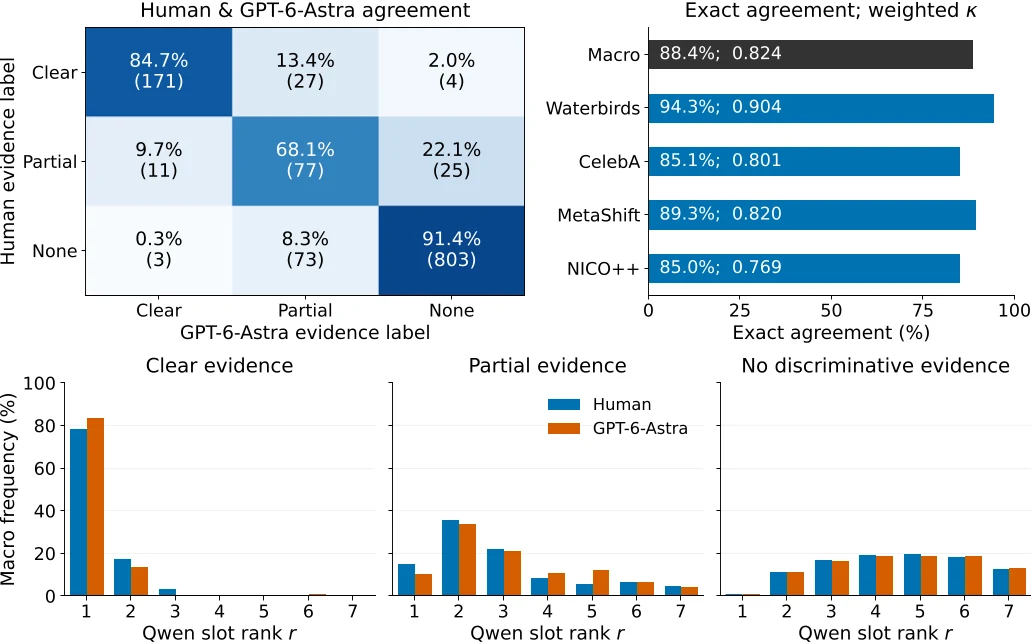 Human & GPT-6-Astra agreement
Human evidence label
Clear
Partial
None
84.7%
(171)
13.4%
(27)
2.0%
(4)
9.7%
(11)
68.1%
(77)
22.1%
(25)
0.3%
(3)
8.3%
(73)
91.4%
(803)
Clear Partial None
GPT-6-Astra evidence label
Exact agreement; weighted κ
Macro 88.4%; 0.824
Waterbirds 94.3%; 0.904
CelebA 85.1%; 0.801
MetaShift 89.3%; 0.820
NICO++ 85.0%; 0.769
0 25 50 75 100
Exact agreement (%)
Clear evidence
Macro frequency (%)
100
80
60
40
20
0
1 2 3 4 5 6 7
Qwen slot rank r
Partial evidence
Human
GPT-6-Astra
1 2 3 4 5 6 7
Qwen slot rank r
No discriminative evidence
1 2 3 4 5 6 7
Qwen slot rank r